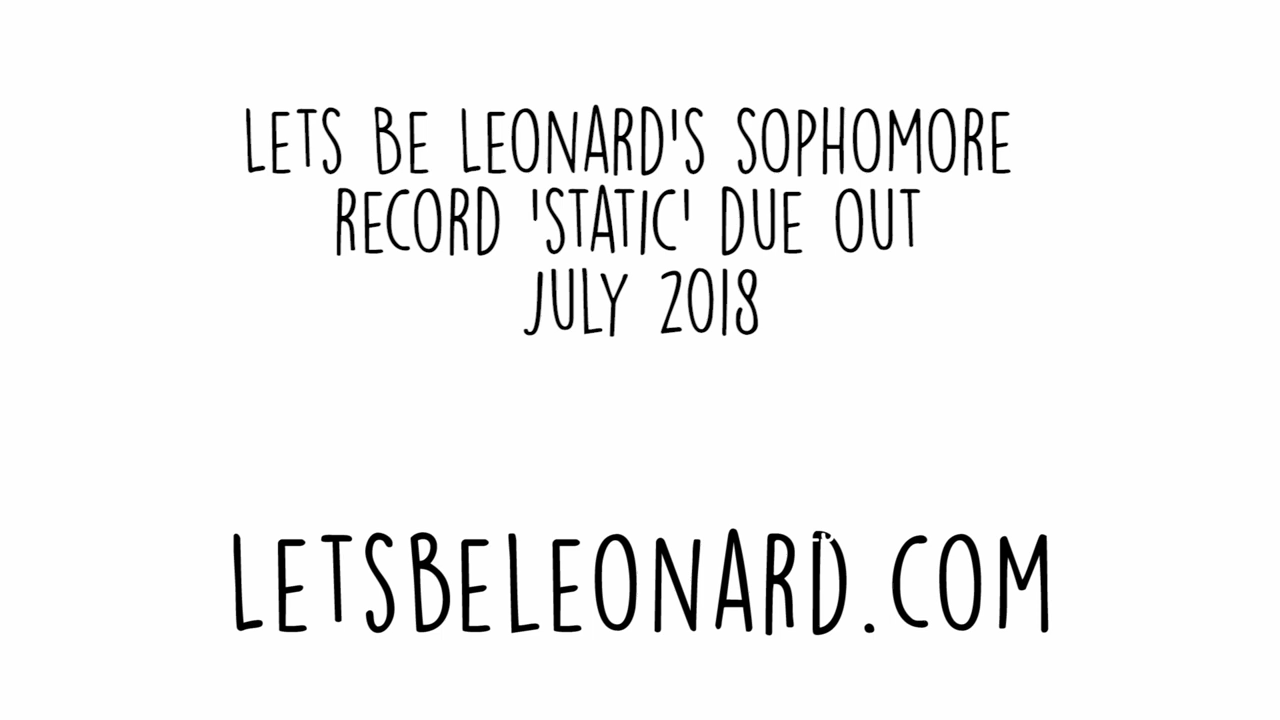 LETS BE LEONARD'S SOPHOMORE
RECORD 'STATIC' DUE OUT
JULY 2018
LETSBELEONARD.COM